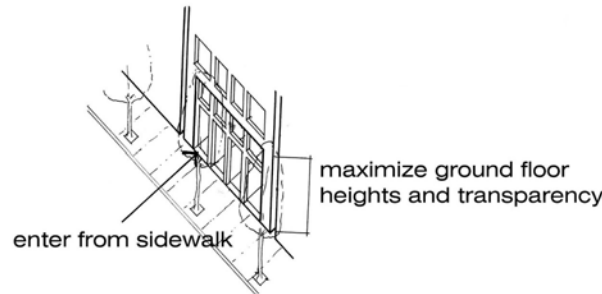 maximize ground floor
heights and transparency
enter from sidewalk